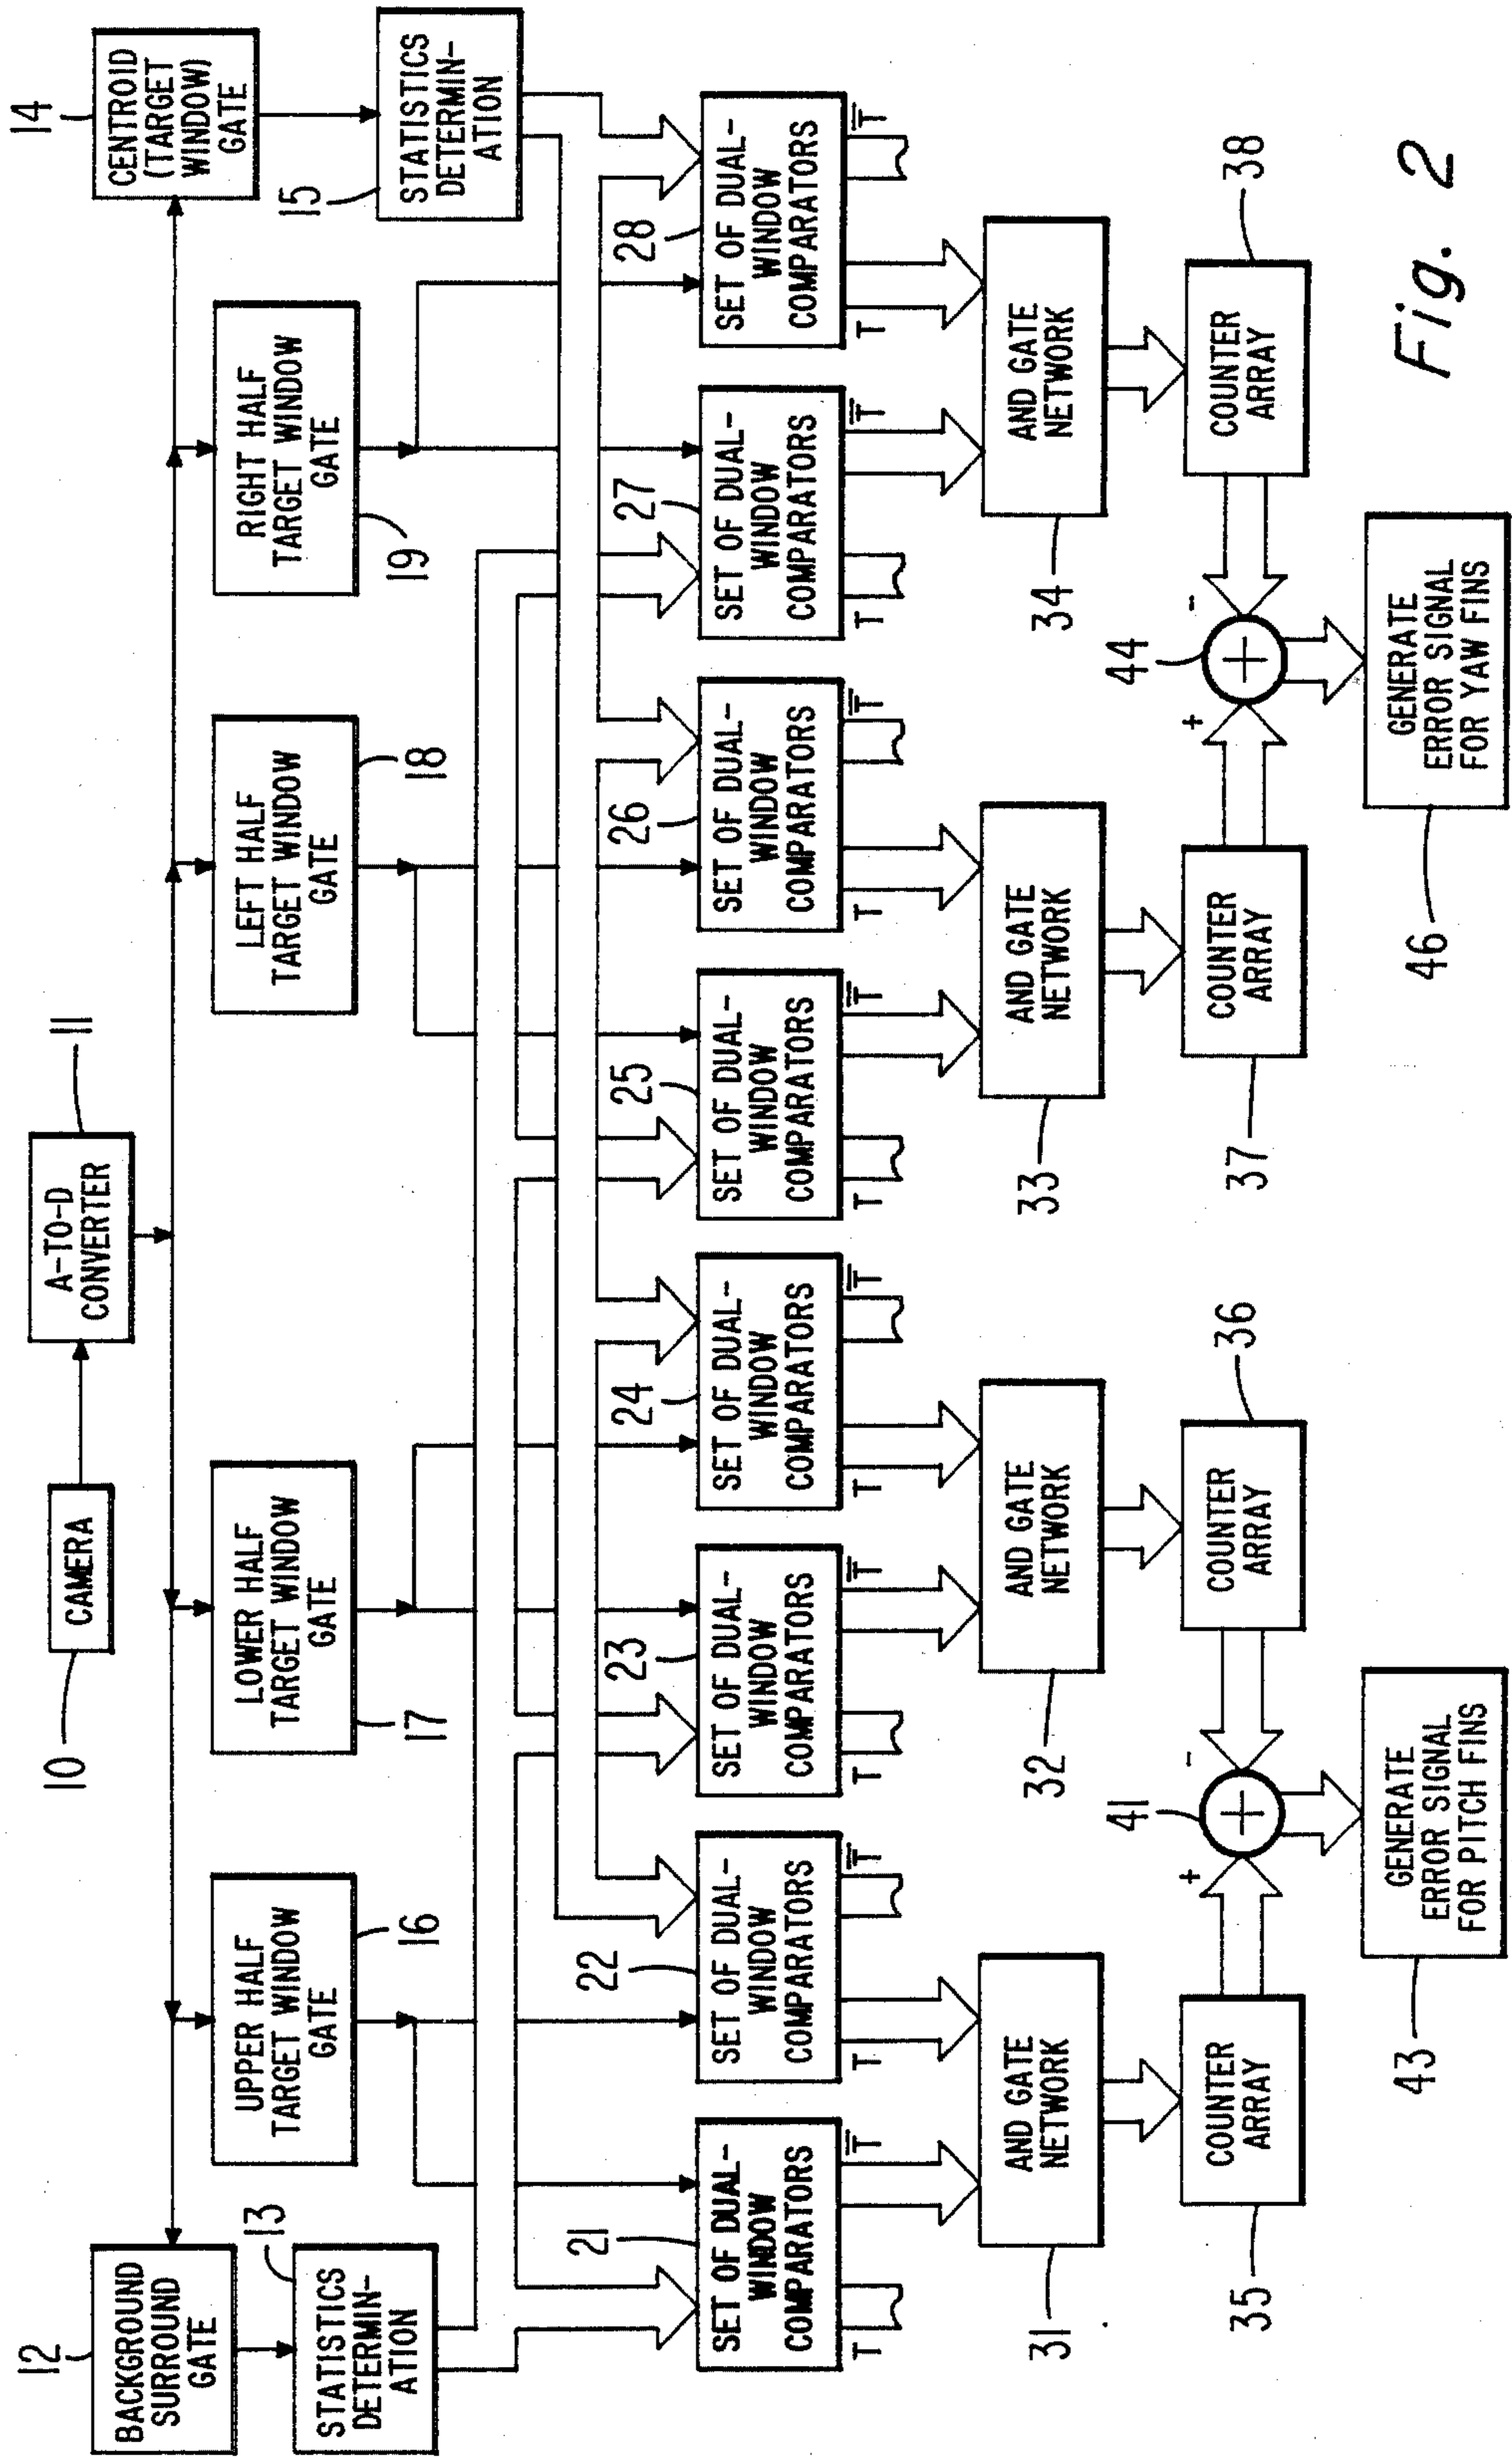 10
CAMERA
A-TO-D
CONVERTER
11
12
BACKGROUND
SURROUND
GATE
14
CENTROID
(TARGET
WINDOW)
GATE
13
STATISTICS
DETERMIN-
ATION
UPPER HALF
TARGET WINDOW
GATE
16
LOWER HALF
TARGET WINDOW
GATE
17
LEFT HALF
TARGET WINDOW
GATE
18
RIGHT HALF
TARGET WINDOW
GATE
19
15
STATISTICS
DETERMIN-
ATION
21
SET OF DUAL-
WINDOW
COMPARATORS
T
T̅
22
SET OF DUAL-
WINDOW
COMPARATORS
T
T̅
23
SET OF DUAL-
WINDOW
COMPARATORS
T
T̅
24
SET OF DUAL-
WINDOW
COMPARATORS
T
T̅
25
SET OF DUAL-
WINDOW
COMPARATORS
T
T̅
26
SET OF DUAL-
WINDOW
COMPARATORS
T
T̅
27
SET OF DUAL-
WINDOW
COMPARATORS
T
T̅
28
SET OF DUAL-
WINDOW
COMPARATORS
T
T̅
31
AND GATE
NETWORK
32
AND GATE
NETWORK
33
AND GATE
NETWORK
34
AND GATE
NETWORK
35
COUNTER
ARRAY
+
41
+
-
COUNTER
ARRAY
36
37
COUNTER
ARRAY
+
44
+
-
COUNTER
ARRAY
38
43
GENERATE
ERROR SIGNAL
FOR PITCH FINS
46
GENERATE
ERROR SIGNAL
FOR YAW FINS
Fig. 2